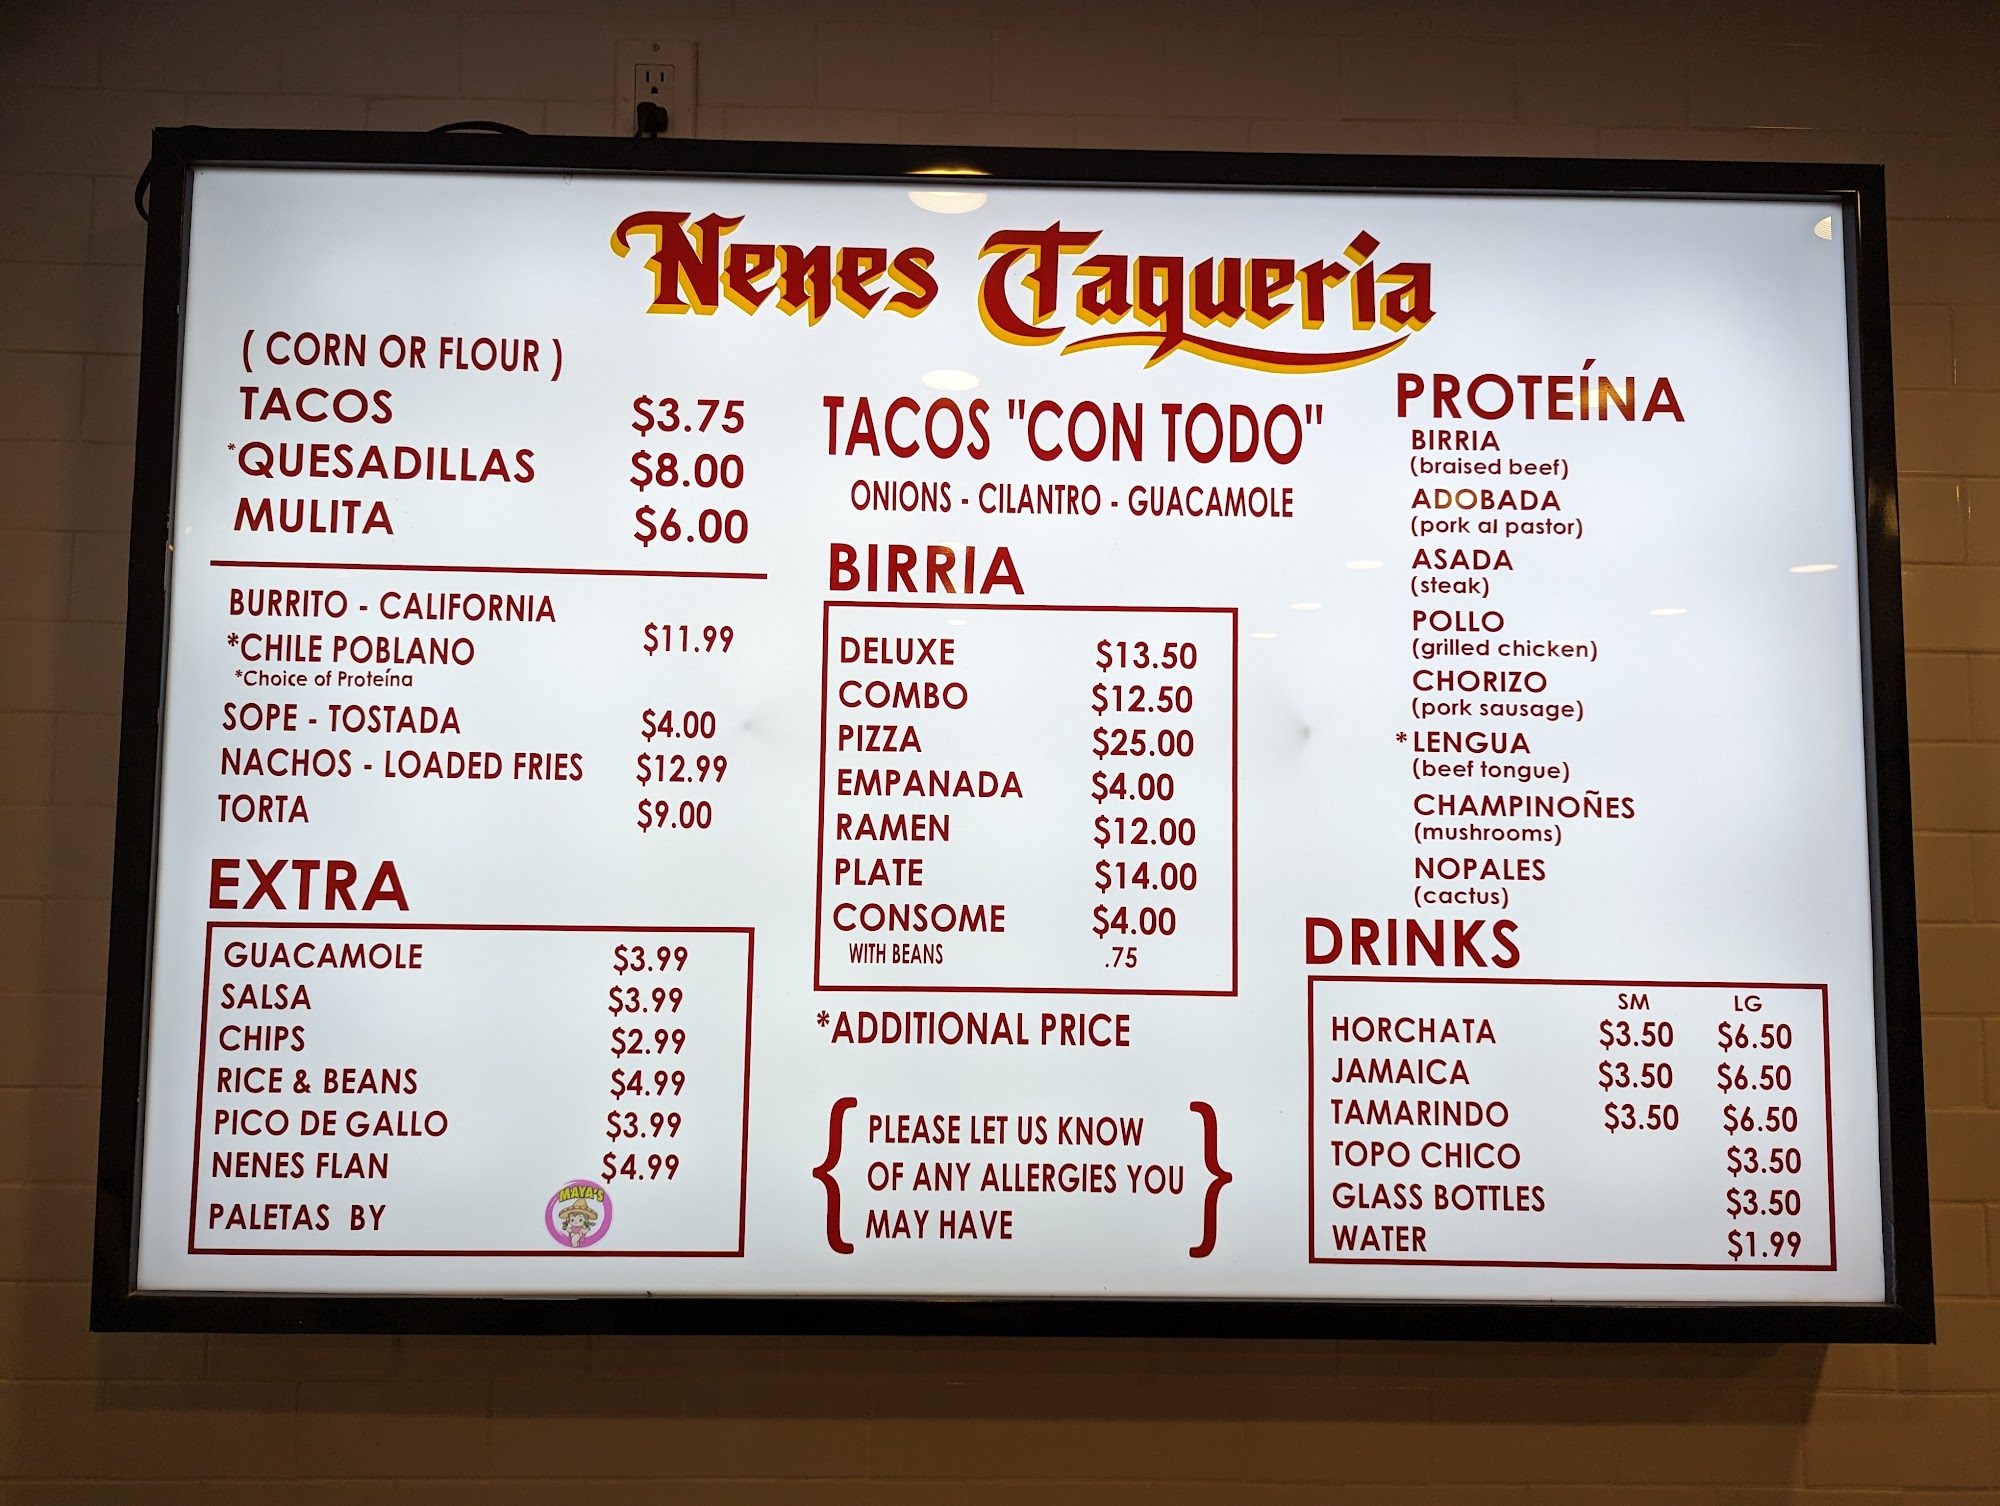 Nenes Taqueria
( CORN OR FLOUR )
TACOS $3.75
*QUESADILLAS $8.00
MULITA $6.00
BURRITO - CALIFORNIA
*CHILE POBLANO $11.99
*Choice of Proteína
SOPE - TOSTADA $4.00
NACHOS - LOADED FRIES $12.99
TORTA $9.00
EXTRA
GUACAMOLE $3.99
SALSA $3.99
CHIPS $2.99
RICE & BEANS $4.99
PICO DE GALLO $3.99
NENES FLAN $4.99
PALETAS BY MAYA'S
TACOS "CON TODO"
ONIONS - CILANTRO - GUACAMOLE
BIRRIA
DELUXE $13.50
COMBO $12.50
PIZZA $25.00
EMPANADA $4.00
RAMEN $12.00
PLATE $14.00
CONSOME $4.00
WITH BEANS .75
*ADDITIONAL PRICE
{ PLEASE LET US KNOW
OF ANY ALLERGIES YOU
MAY HAVE }
PROTEÍNA
BIRRIA
(braised beef)
ADOBADA
(pork al pastor)
ASADA
(steak)
POLLO
(grilled chicken)
CHORIZO
(pork sausage)
*LENGUA
(beef tongue)
CHAMPINOÑES
(mushrooms)
NOPALES
(cactus)
DRINKS
SM LG
HORCHATA $3.50 $6.50
JAMAICA $3.50 $6.50
TAMARINDO $3.50 $6.50
TOPO CHICO $3.50
GLASS BOTTLES $3.50
WATER $1.99